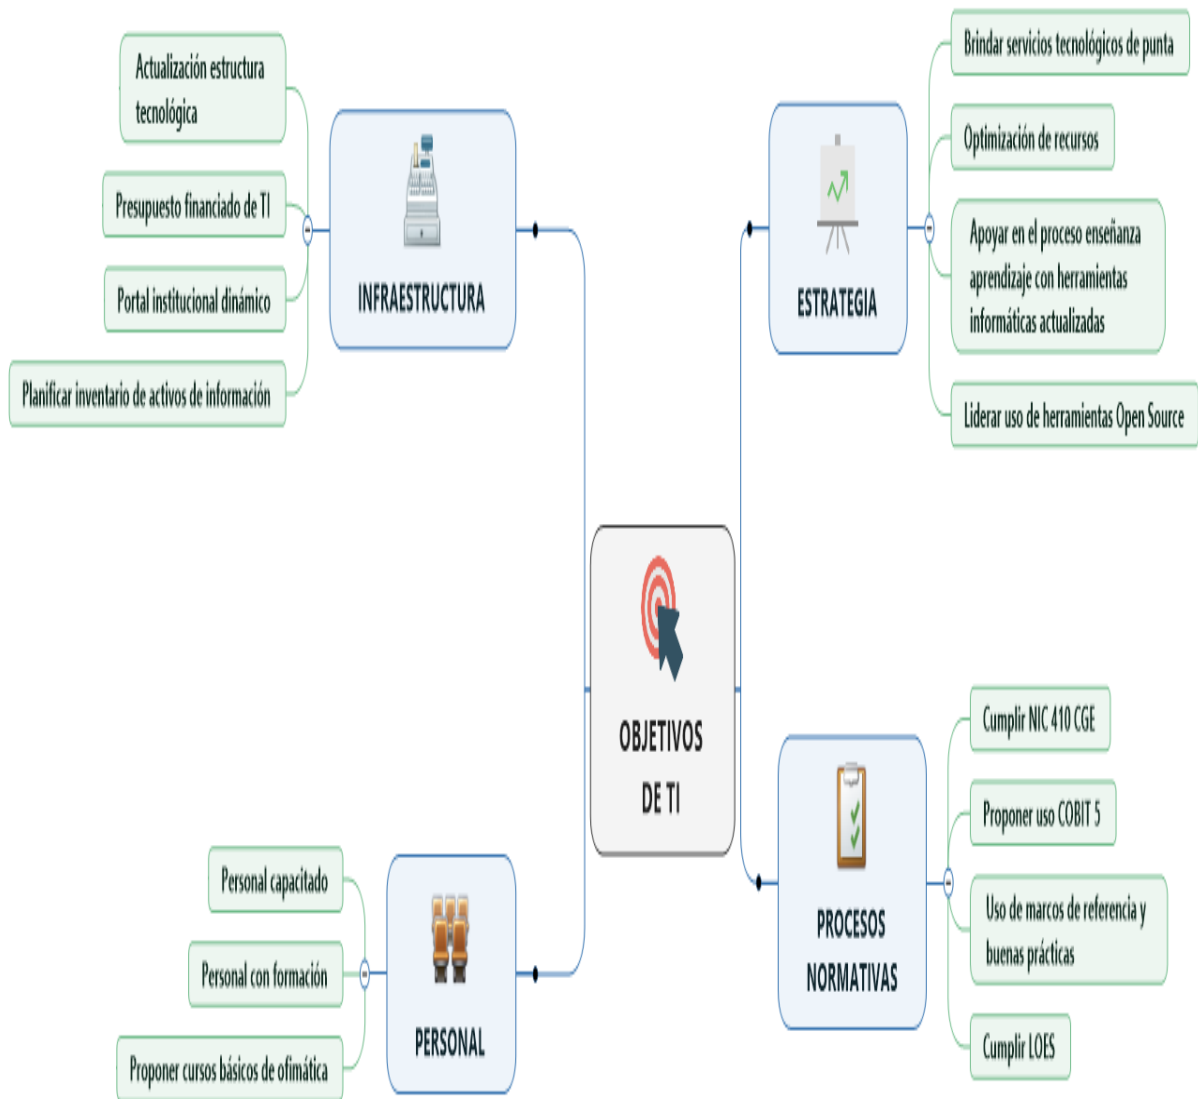 Actualización estructura
tecnológica
Presupuesto financiado de TI
Portal institucional dinámico
Planificar inventario de activos de información
INFRAESTRUCTURA
Brindar servicios tecnológicos de punta
Optimización de recursos
Apoyar en el proceso enseñanza
aprendizaje con herramientas
informáticas actualizadas
Liderar uso de herramientas Open Source
ESTRATEGIA
OBJETIVOS
DE TI
Personal capacitado
Personal con formación
Proponer cursos básicos de ofimática
PERSONAL
PROCESOS
NORMATIVAS
Cumplir NIC 410 CGE
Proponer uso COBIT 5
Uso de marcos de referencia y
buenas prácticas
Cumplir LOES